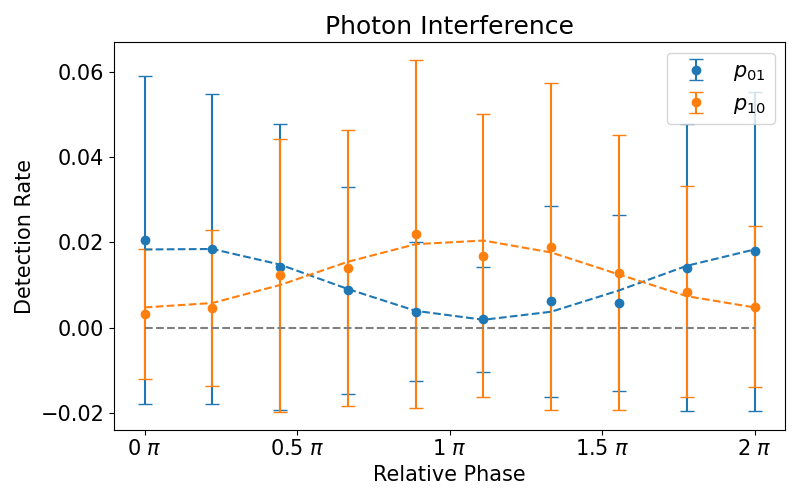 Photon Interference
Detection Rate
0.06
0.04
0.02
0.00
−0.02
p01
p10
0 π
0.5 π
1 π
1.5 π
2 π
Relative Phase